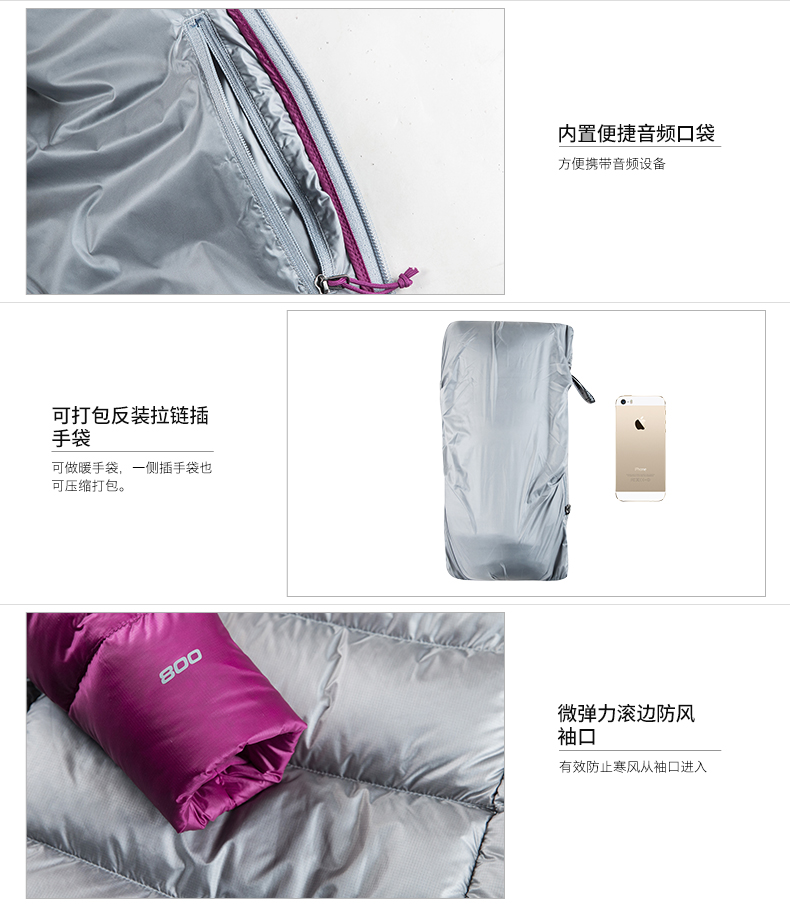 内置便捷音频口袋
方便携带音频设备
可打包反装拉链插
手袋
可做暖手袋，一侧插手袋也
可压缩打包。
iPhone
800
微弹力滚边防风
袖口
有效防止寒风从袖口进入